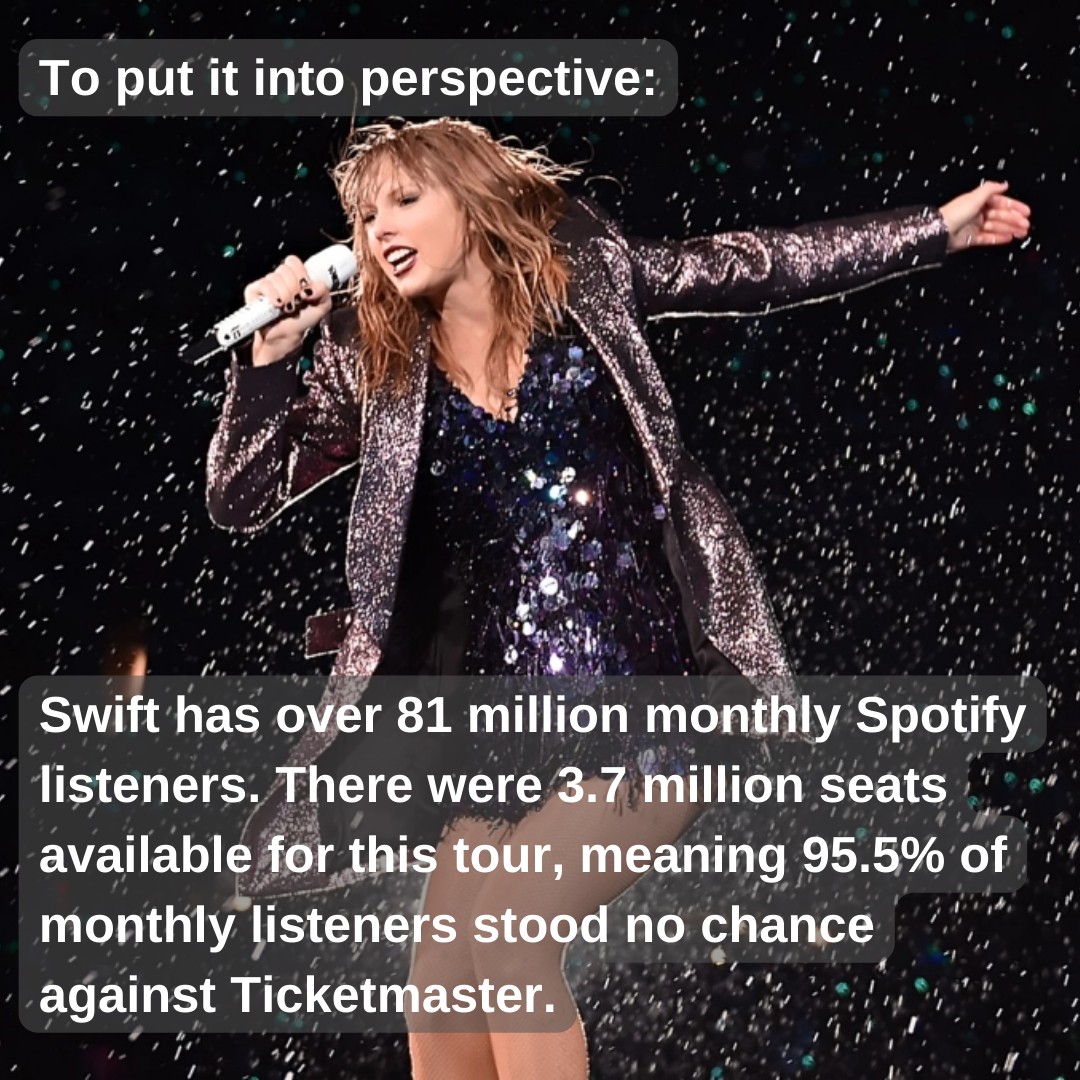 To put it into perspective:
Swift has over 81 million monthly Spotify
listeners. There were 3.7 million seats
available for this tour, meaning 95.5% of
monthly listeners stood no chance
against Ticketmaster.